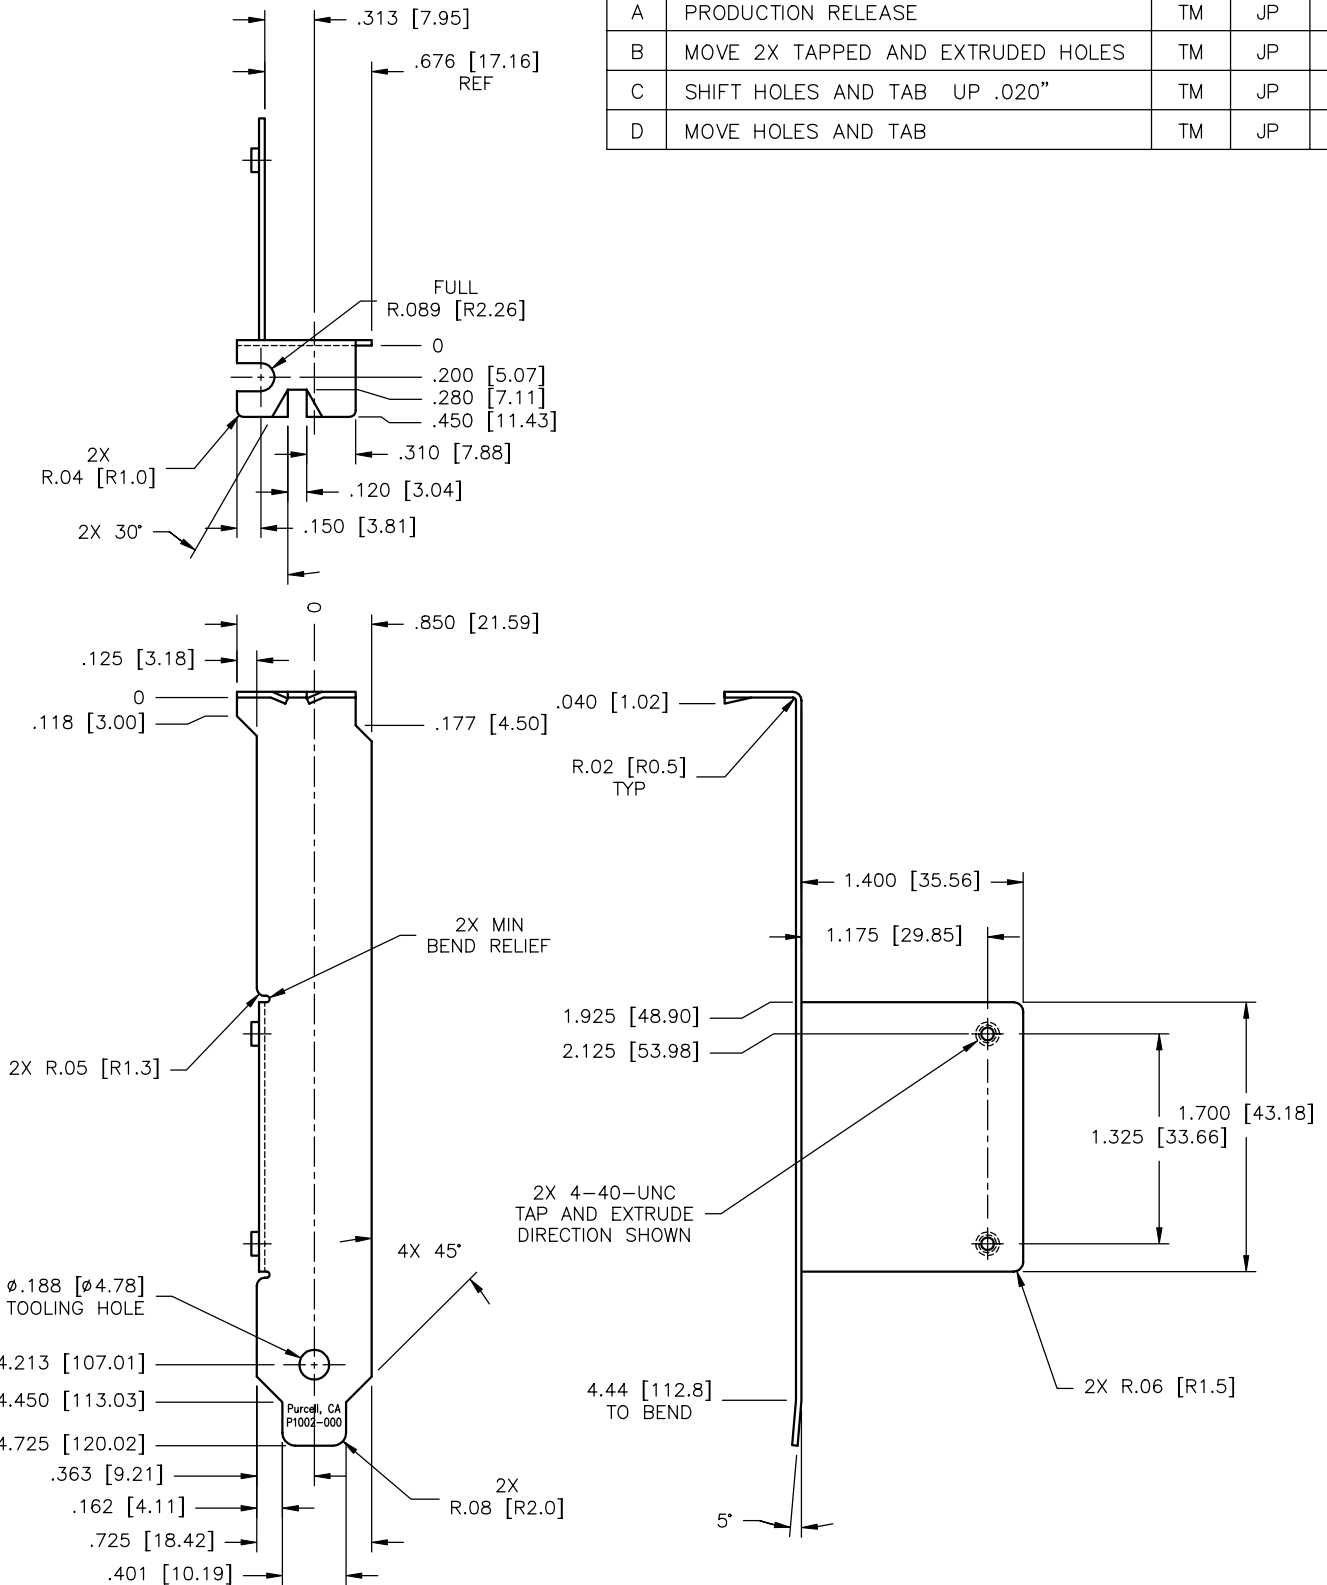 .313 [7.95]
.676 [17.16]
REF
A PRODUCTION RELEASE TM JP
B MOVE 2X TAPPED AND EXTRUDED HOLES TM JP
C SHIFT HOLES AND TAB UP .020" TM JP
D MOVE HOLES AND TAB TM JP
FULL
R.089 [R2.26]
0
.200 [5.07]
.280 [7.11]
.450 [11.43]
.310 [7.88]
2X
R.04 [R1.0]
.120 [3.04]
2X 30°
.150 [3.81]
0
.850 [21.59]
.125 [3.18]
0
.118 [3.00]
.177 [4.50]
.040 [1.02]
R.02 [R0.5]
TYP
1.400 [35.56]
1.175 [29.85]
2X MIN
BEND RELIEF
1.925 [48.90]
2.125 [53.98]
2X R.05 [R1.3]
1.700 [43.18]
1.325 [33.66]
2X 4-40-UNC
TAP AND EXTRUDE
DIRECTION SHOWN
4X 45°
ø.188 [ø4.78]
TOOLING HOLE
4.213 [107.01]
4.450 [113.03]
4.725 [120.02]
Purcell, CA
P1002-000
4.44 [112.8]
TO BEND
2X R.06 [R1.5]
.363 [9.21]
.162 [4.11]
2X
R.08 [R2.0]
.725 [18.42]
.401 [10.19]
5°